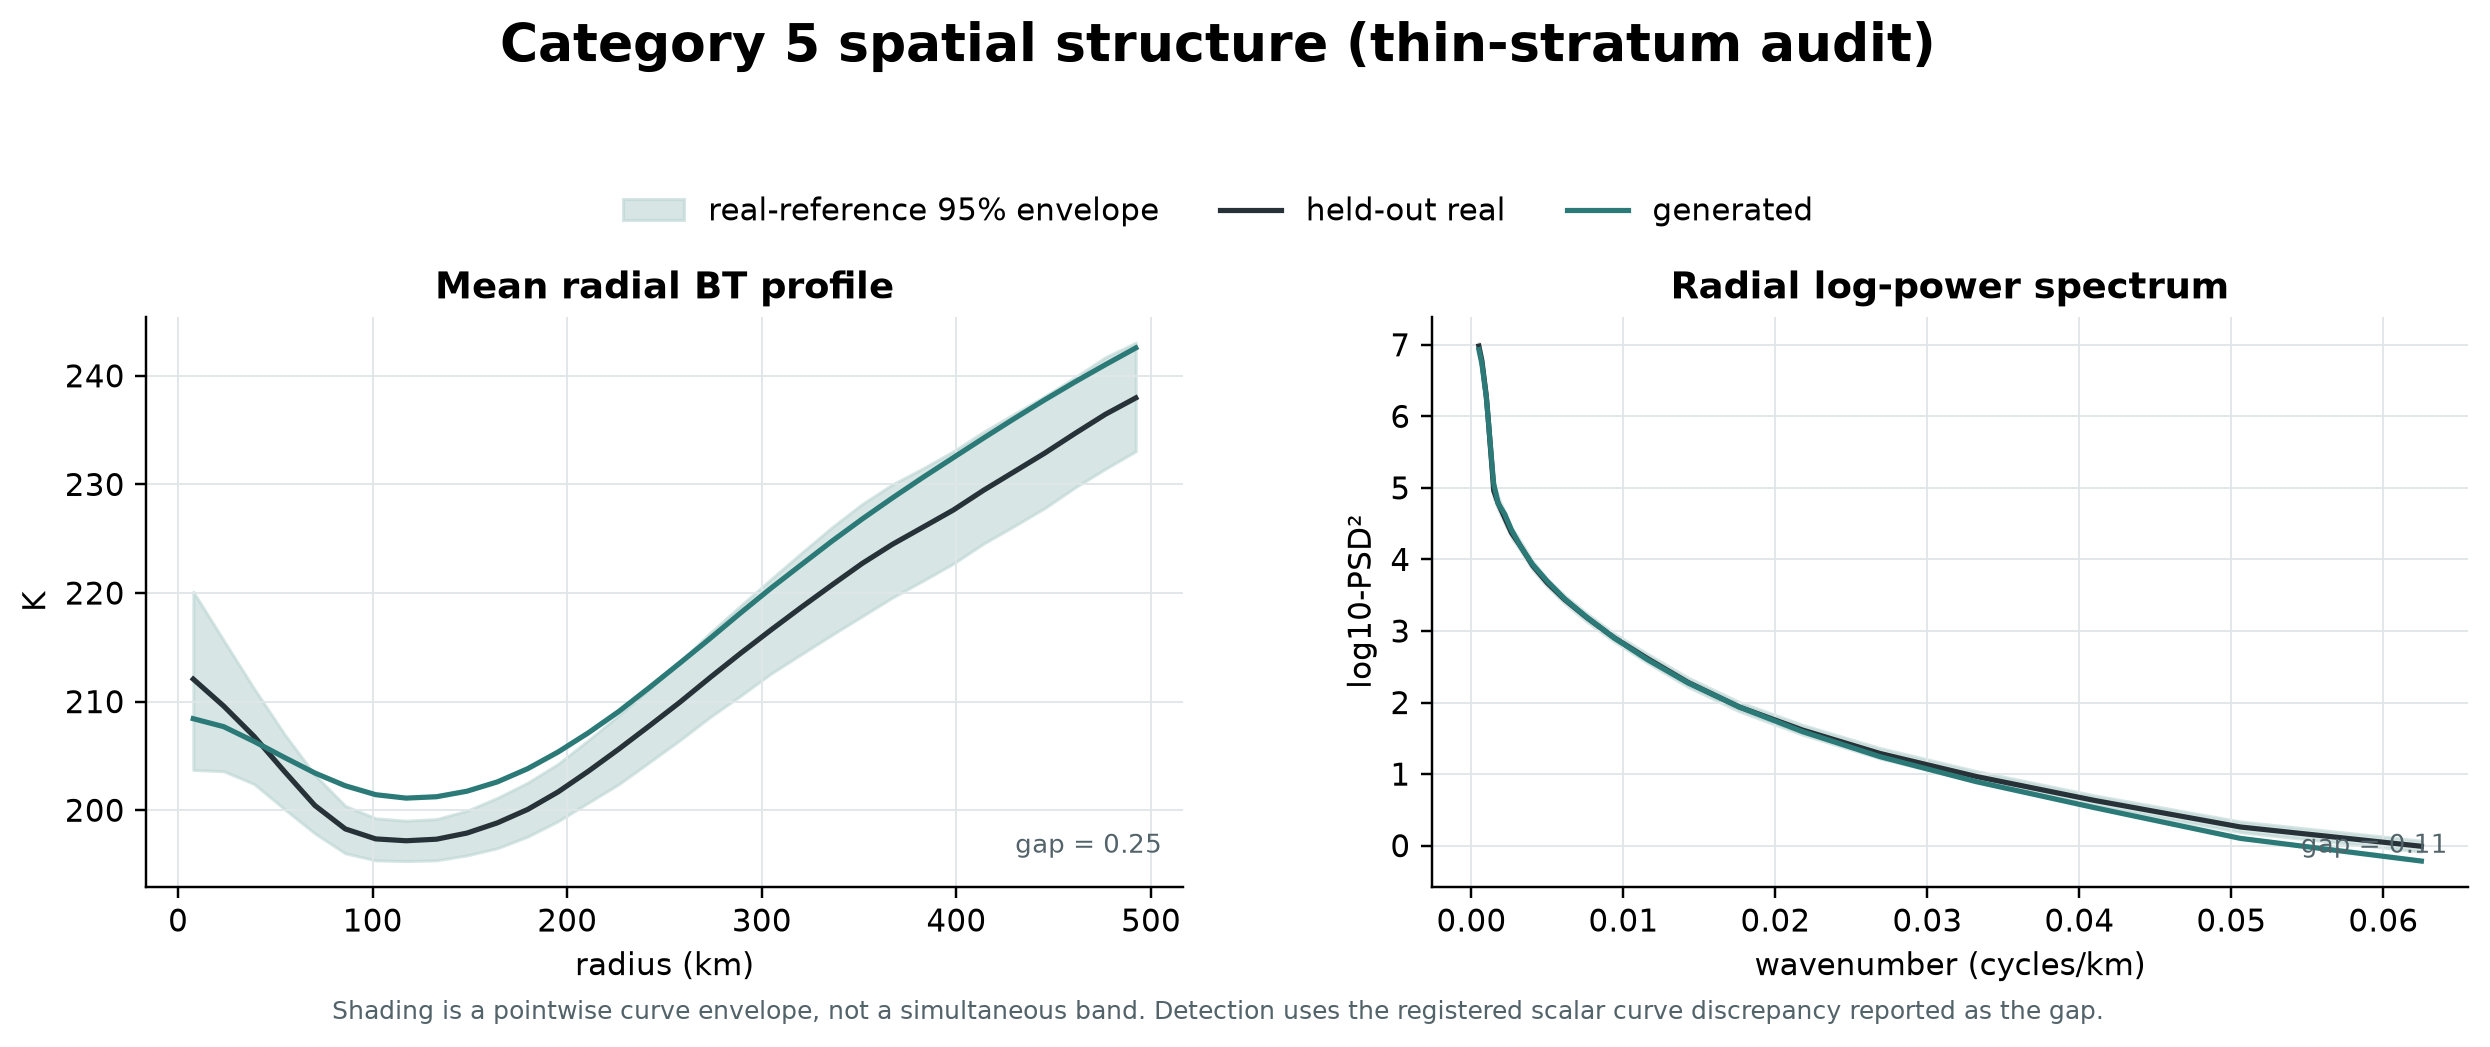 Category 5 spatial structure (thin-stratum audit)
real-reference 95% envelope
held-out real
generated
Mean radial BT profile
K
240
230
220
210
200
gap = 0.25
0 100 200 300 400 500
radius (km)
Radial log-power spectrum
log10-PSD²
7
6
5
4
3
2
1
0
gap = 0.11
0.00 0.01 0.02 0.03 0.04 0.05 0.06
wavenumber (cycles/km)
Shading is a pointwise curve envelope, not a simultaneous band. Detection uses the registered scalar curve discrepancy reported as the gap.